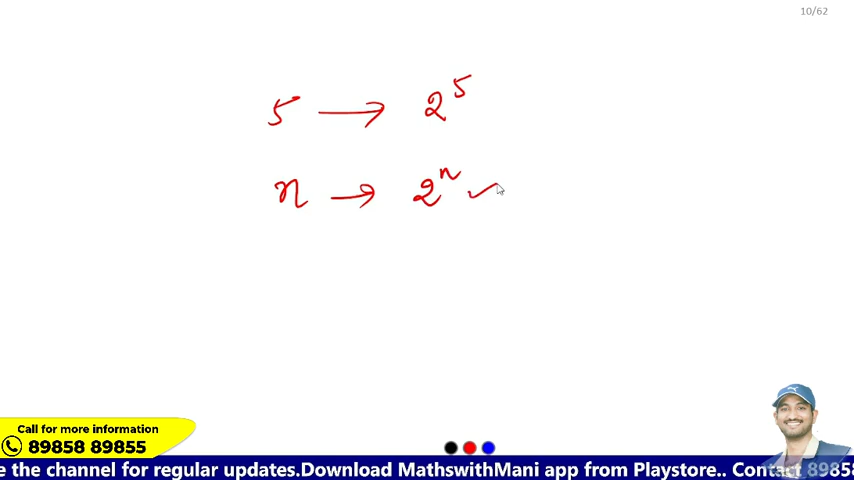 10/62
5 → 2⁵
n → 2ⁿ ✓
Call for more information
89858 89855
e the channel for regular updates.Download MathswithMani app from Playstore.. Contact 8985